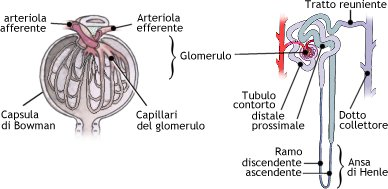 arteriola
afferente
Arteriola
efferente
Glomerulo
Capsula
di Bowman
Capillari
del glomerulo
Tratto reuniente
Tubulo
contorto
distale
prossimale
Dotto
collettore
Ramo
discendente
ascendente
Ansa
di Henle